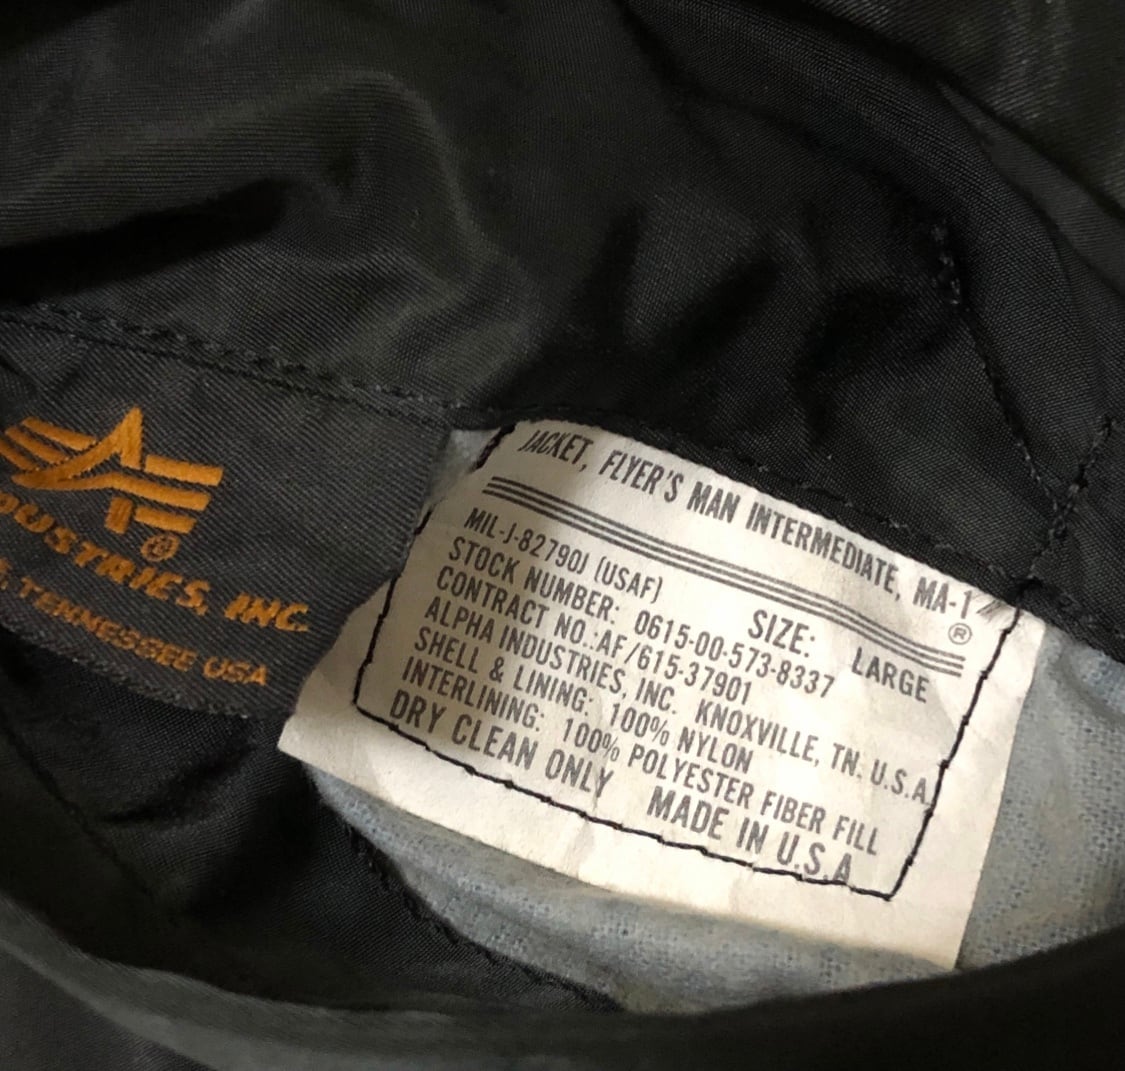 DUSTRIES, INC.
TENNESSEE USA
JACKET, FLYER'S MAN INTERMEDIATE, MA-1
®
MIL-J-82790J (USAF) SIZE: LARGE
STOCK NUMBER: 0615-00-573-8337
CONTRACT NO.:AF/615-37901
ALPHA INDUSTRIES, INC. KNOXVILLE, TN. U.S.A.
SHELL & LINING: 100% NYLON
INTERLINING: 100% POLYESTER FIBER FILL
DRY CLEAN ONLY MADE IN U.S.A